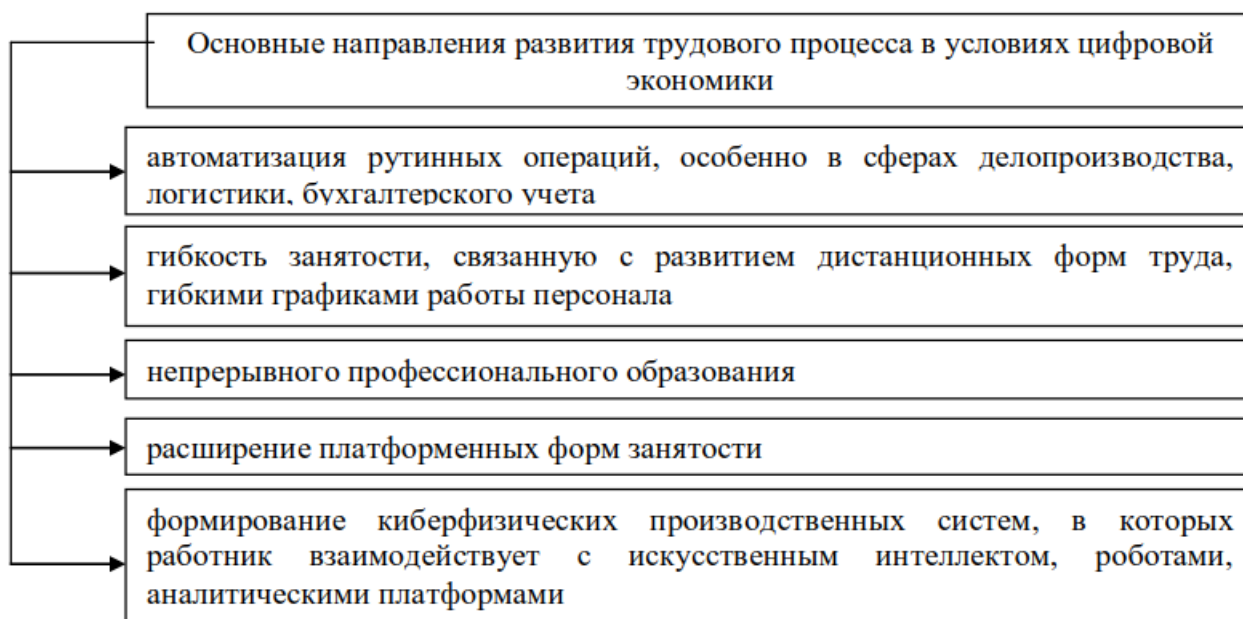 Основные направления развития трудового процесса в условиях цифровой
экономики
автоматизация рутинных операций, особенно в сферах делопроизводства,
логистики, бухгалтерского учета
гибкость занятости, связанную с развитием дистанционных форм труда,
гибкими графиками работы персонала
непрерывного профессионального образования
расширение платформенных форм занятости
формирование киберфизических производственных систем, в которых
работник взаимодействует с искусственным интеллектом, роботами,
аналитическими платформами